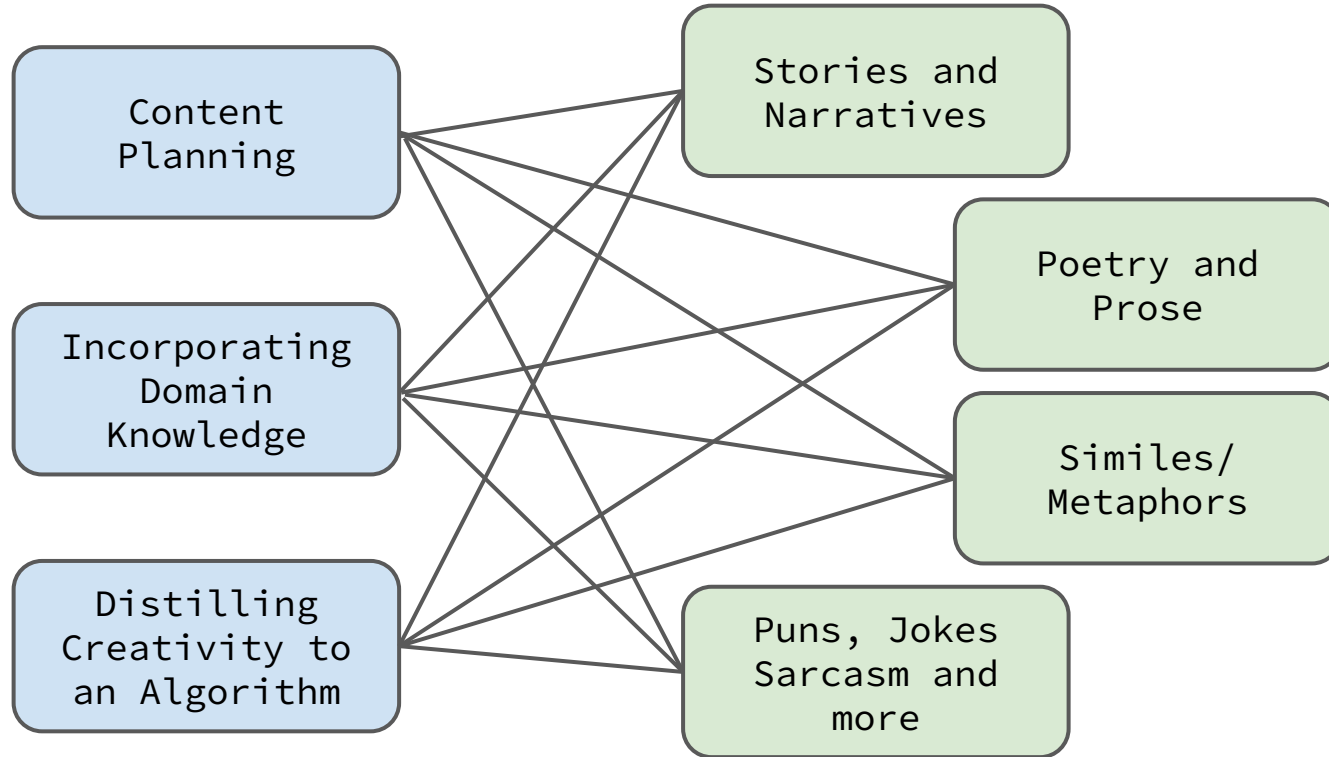 Content
Planning
Incorporating
Domain
Knowledge
Distilling
Creativity to
an Algorithm
Stories and
Narratives
Poetry and
Prose
Similes/
Metaphors
Puns, Jokes
Sarcasm and
more